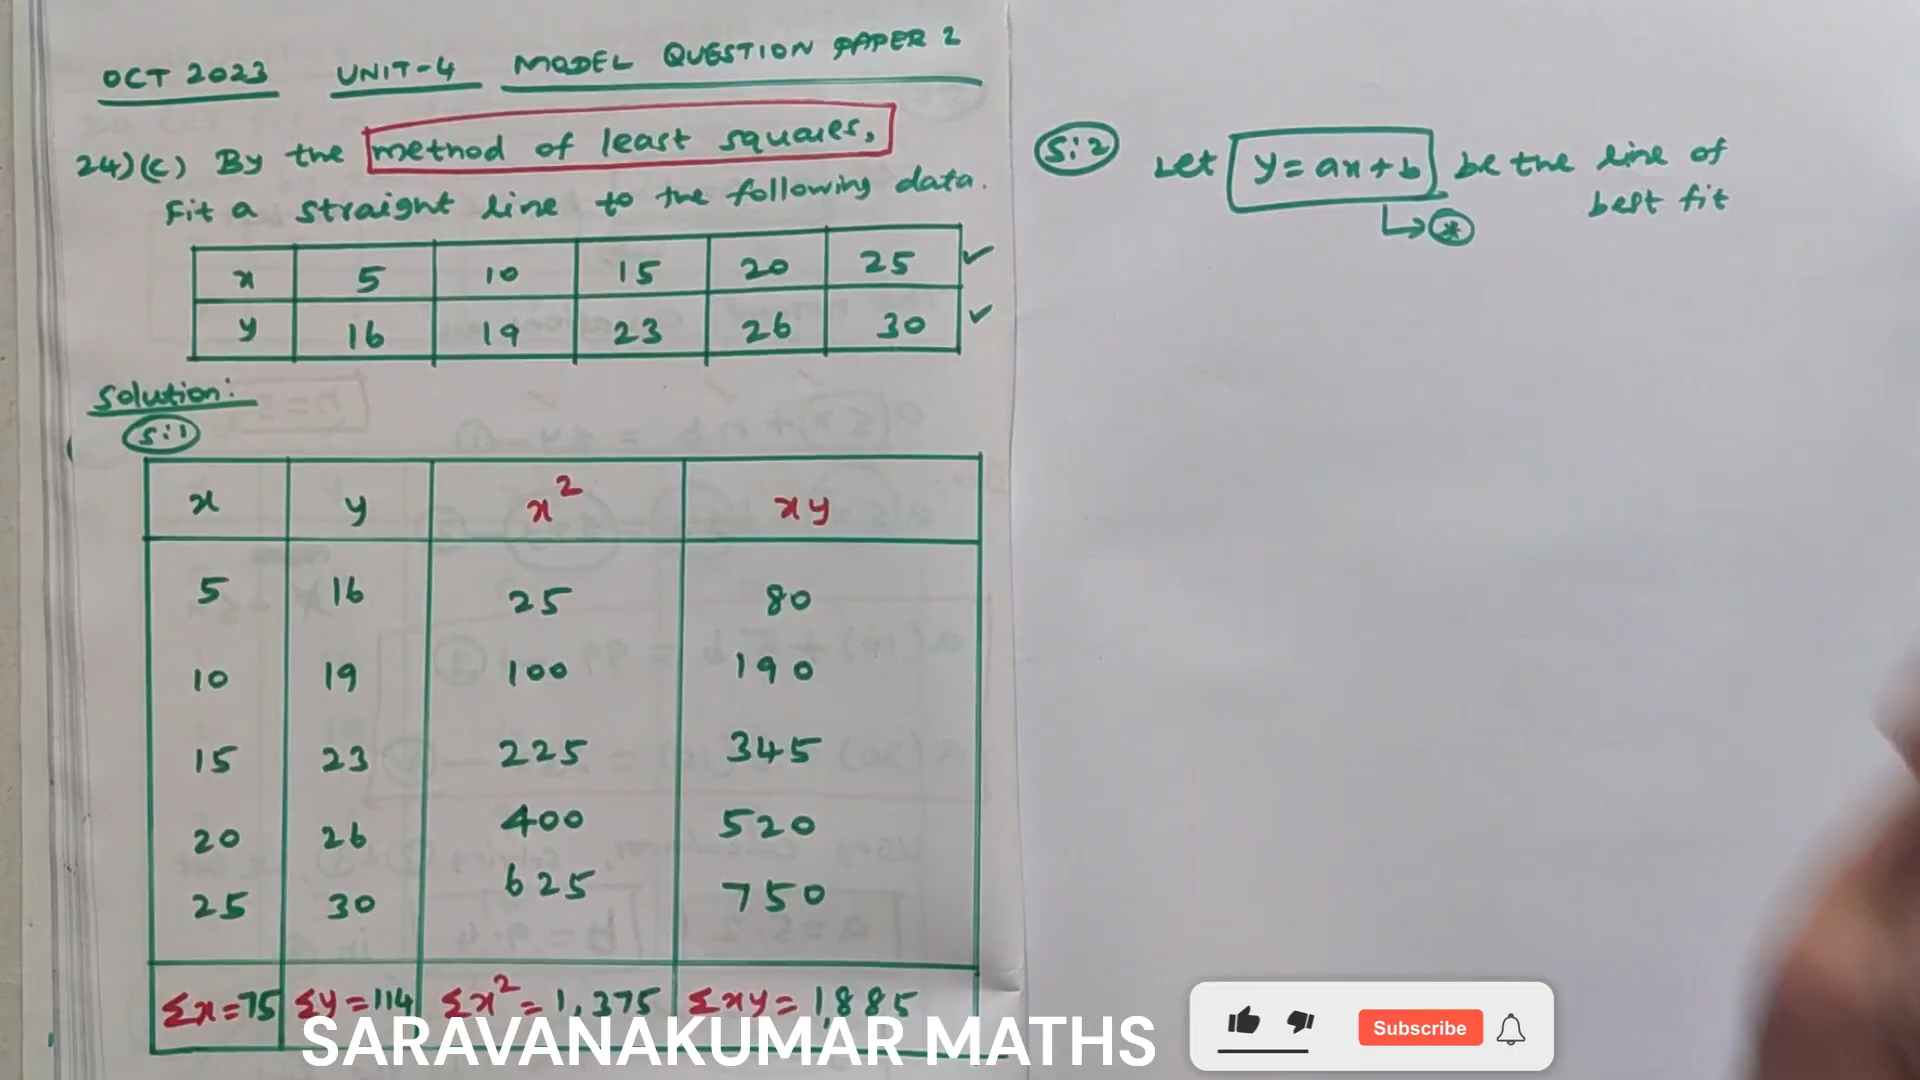 OCT 2023 UNIT-4 MODEL QUESTION PAPER 2
24)(c) By the method of least squares,
Fit a straight line to the following data.
x 5 10 15 20 25 ✓
y 16 19 23 26 30 ✓
Solution:
S:1
x y x² xy
5 16 25 80
10 19 100 190
15 23 225 345
20 26 400 520
25 30 625 750
Σx=75 Σy=114 Σx²=1,375 Σxy=1,885
S:2 Let y=ax+b be the line of
best fit
↳ *
SARAVANAKUMAR MATHS
Subscribe